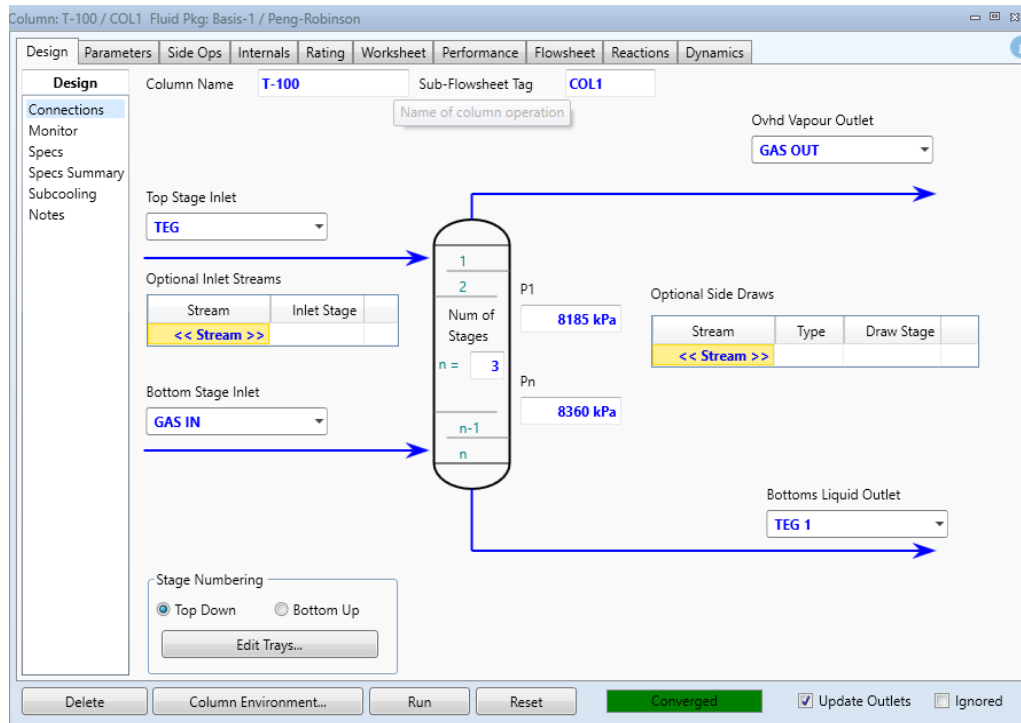 Column: T-100 / COL1 Fluid Pkg: Basis-1 / Peng-Robinson
Design Parameters Side Ops Internals Rating Worksheet Performance Flowsheet Reactions Dynamics
Design
Connections
Monitor
Specs
Specs Summary
Subcooling
Notes
Column Name T-100 Sub-Flowsheet Tag COL1
Name of column operation
Ovhd Vapour Outlet
GAS OUT
Top Stage Inlet
TEG
Optional Inlet Streams
Stream Inlet Stage
<< Stream >>
Bottom Stage Inlet
GAS IN
1
2
Num of
Stages
n = 3
n-1
n
P1
8185 kPa
Pn
8360 kPa
Optional Side Draws
Stream Type Draw Stage
<< Stream >>
Bottoms Liquid Outlet
TEG 1
Stage Numbering
Top Down Bottom Up
Edit Trays...
Delete Column Environment... Run Reset Converged Update Outlets Ignored